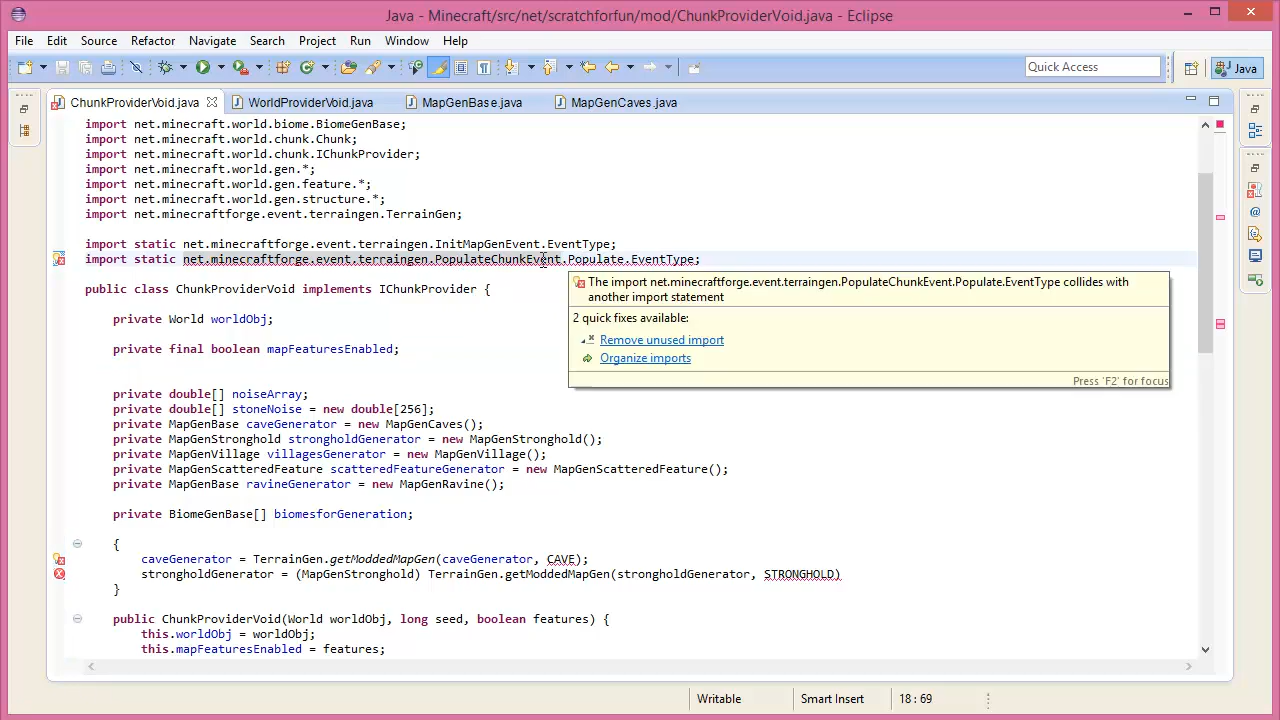 Java - Minecraft/src/net/scratchforfun/mod/ChunkProviderVoid.java - Eclipse
File Edit Source Refactor Navigate Search Project Run Window Help
Quick Access
Java
ChunkProviderVoid.java
WorldProviderVoid.java
MapGenBase.java
MapGenCaves.java
import net.minecraft.world.biome.BiomeGenBase;
import net.minecraft.world.chunk.Chunk;
import net.minecraft.world.chunk.IChunkProvider;
import net.minecraft.world.gen.*;
import net.minecraft.world.gen.feature.*;
import net.minecraft.world.gen.structure.*;
import net.minecraftforge.event.terraingen.TerrainGen;
import static net.minecraftforge.event.terraingen.InitMapGenEvent.EventType;
import static net.minecraftforge.event.terraingen.PopulateChunkEvent.Populate.EventType;
The import net.minecraftforge.event.terraingen.PopulateChunkEvent.Populate.EventType collides with
another import statement
2 quick fixes available:
Remove unused import
Organize imports
Press 'F2' for focus
public class ChunkProviderVoid implements IChunkProvider {
private World worldObj;
private final boolean mapFeaturesEnabled;
private double[] noiseArray;
private double[] stoneNoise = new double[256];
private MapGenBase caveGenerator = new MapGenCaves();
private MapGenStronghold strongholdGenerator = new MapGenStronghold();
private MapGenVillage villagesGenerator = new MapGenVillage();
private MapGenScatteredFeature scatteredFeatureGenerator = new MapGenScatteredFeature();
private MapGenBase ravineGenerator = new MapGenRavine();
private BiomeGenBase[] biomesforGeneration;
{
caveGenerator = TerrainGen.getModdedMapGen(caveGenerator, CAVE);
strongholdGenerator = (MapGenStronghold) TerrainGen.getModdedMapGen(strongholdGenerator, STRONGHOLD)
}
public ChunkProviderVoid(World worldObj, long seed, boolean features) {
this.worldObj = worldObj;
this.mapFeaturesEnabled = features;
Writable
Smart Insert
18 : 69